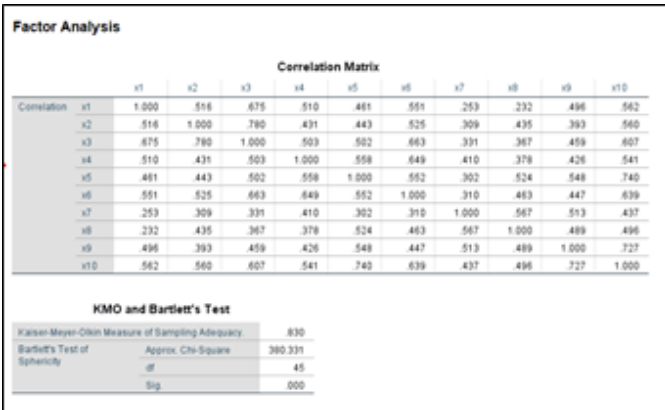 Factor Analysis
Correlation Matrix
x1 x2 x3 x4 x5 x6 x7 x8 x9 x10
Correlation x1 1.000 .516 .675 .510 .461 .551 .253 .232 .496 .562
x2 .516 1.000 .780 .431 .443 .525 .309 .435 .393 .560
x3 .675 .780 1.000 .503 .502 .663 .331 .367 .459 .607
x4 .510 .431 .503 1.000 .558 .649 .410 .378 .426 .541
x5 .461 .443 .502 .558 1.000 .552 .302 .524 .548 .740
x6 .551 .525 .663 .649 .552 1.000 .310 .463 .447 .639
x7 .253 .309 .331 .410 .302 .310 1.000 .567 .513 .437
x8 .232 .435 .367 .378 .524 .463 .567 1.000 .489 .496
x9 .496 .393 .459 .426 .548 .447 .513 .489 1.000 .727
x10 .562 .560 .607 .541 .740 .639 .437 .496 .727 1.000
KMO and Bartlett's Test
Kaiser-Meyer-Olkin Measure of Sampling Adequacy. .830
Bartlett's Test of Sphericity Approx. Chi-Square 380.331
df 45
Sig. .000